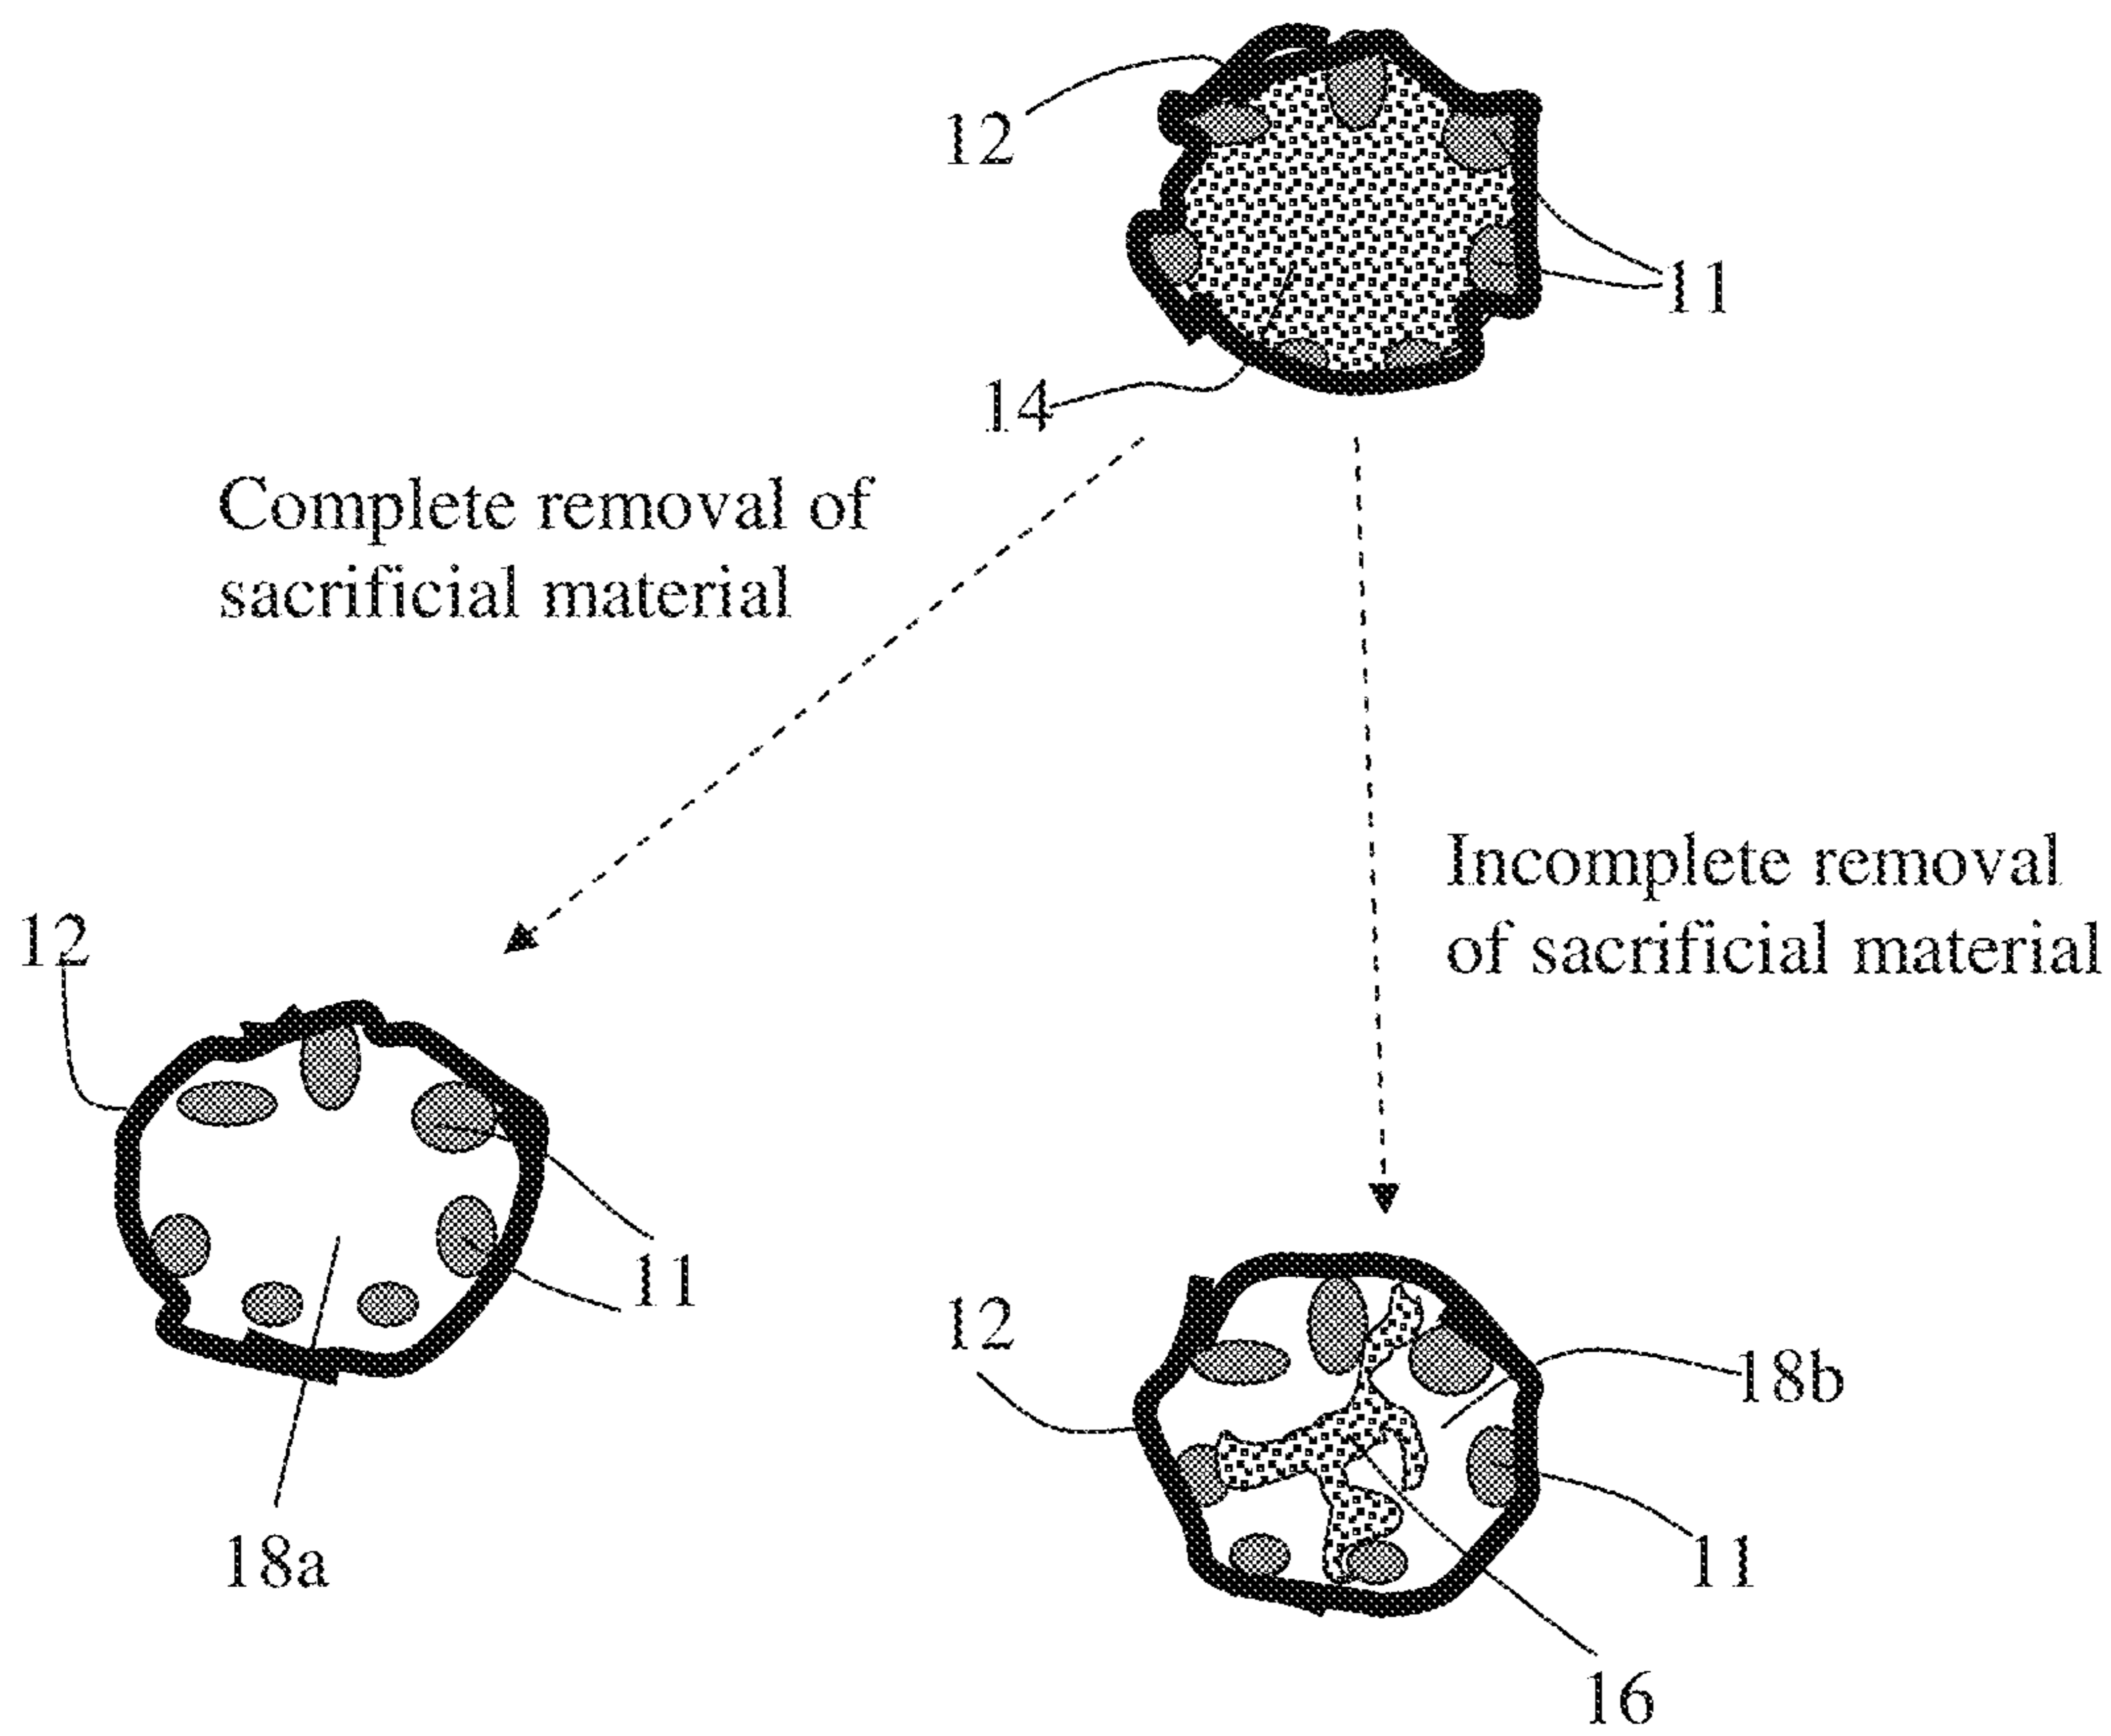 12
11
14
Complete removal of
sacrificial material
Incomplete removal
of sacrificial material
12
11
18a
12
18b
11
16